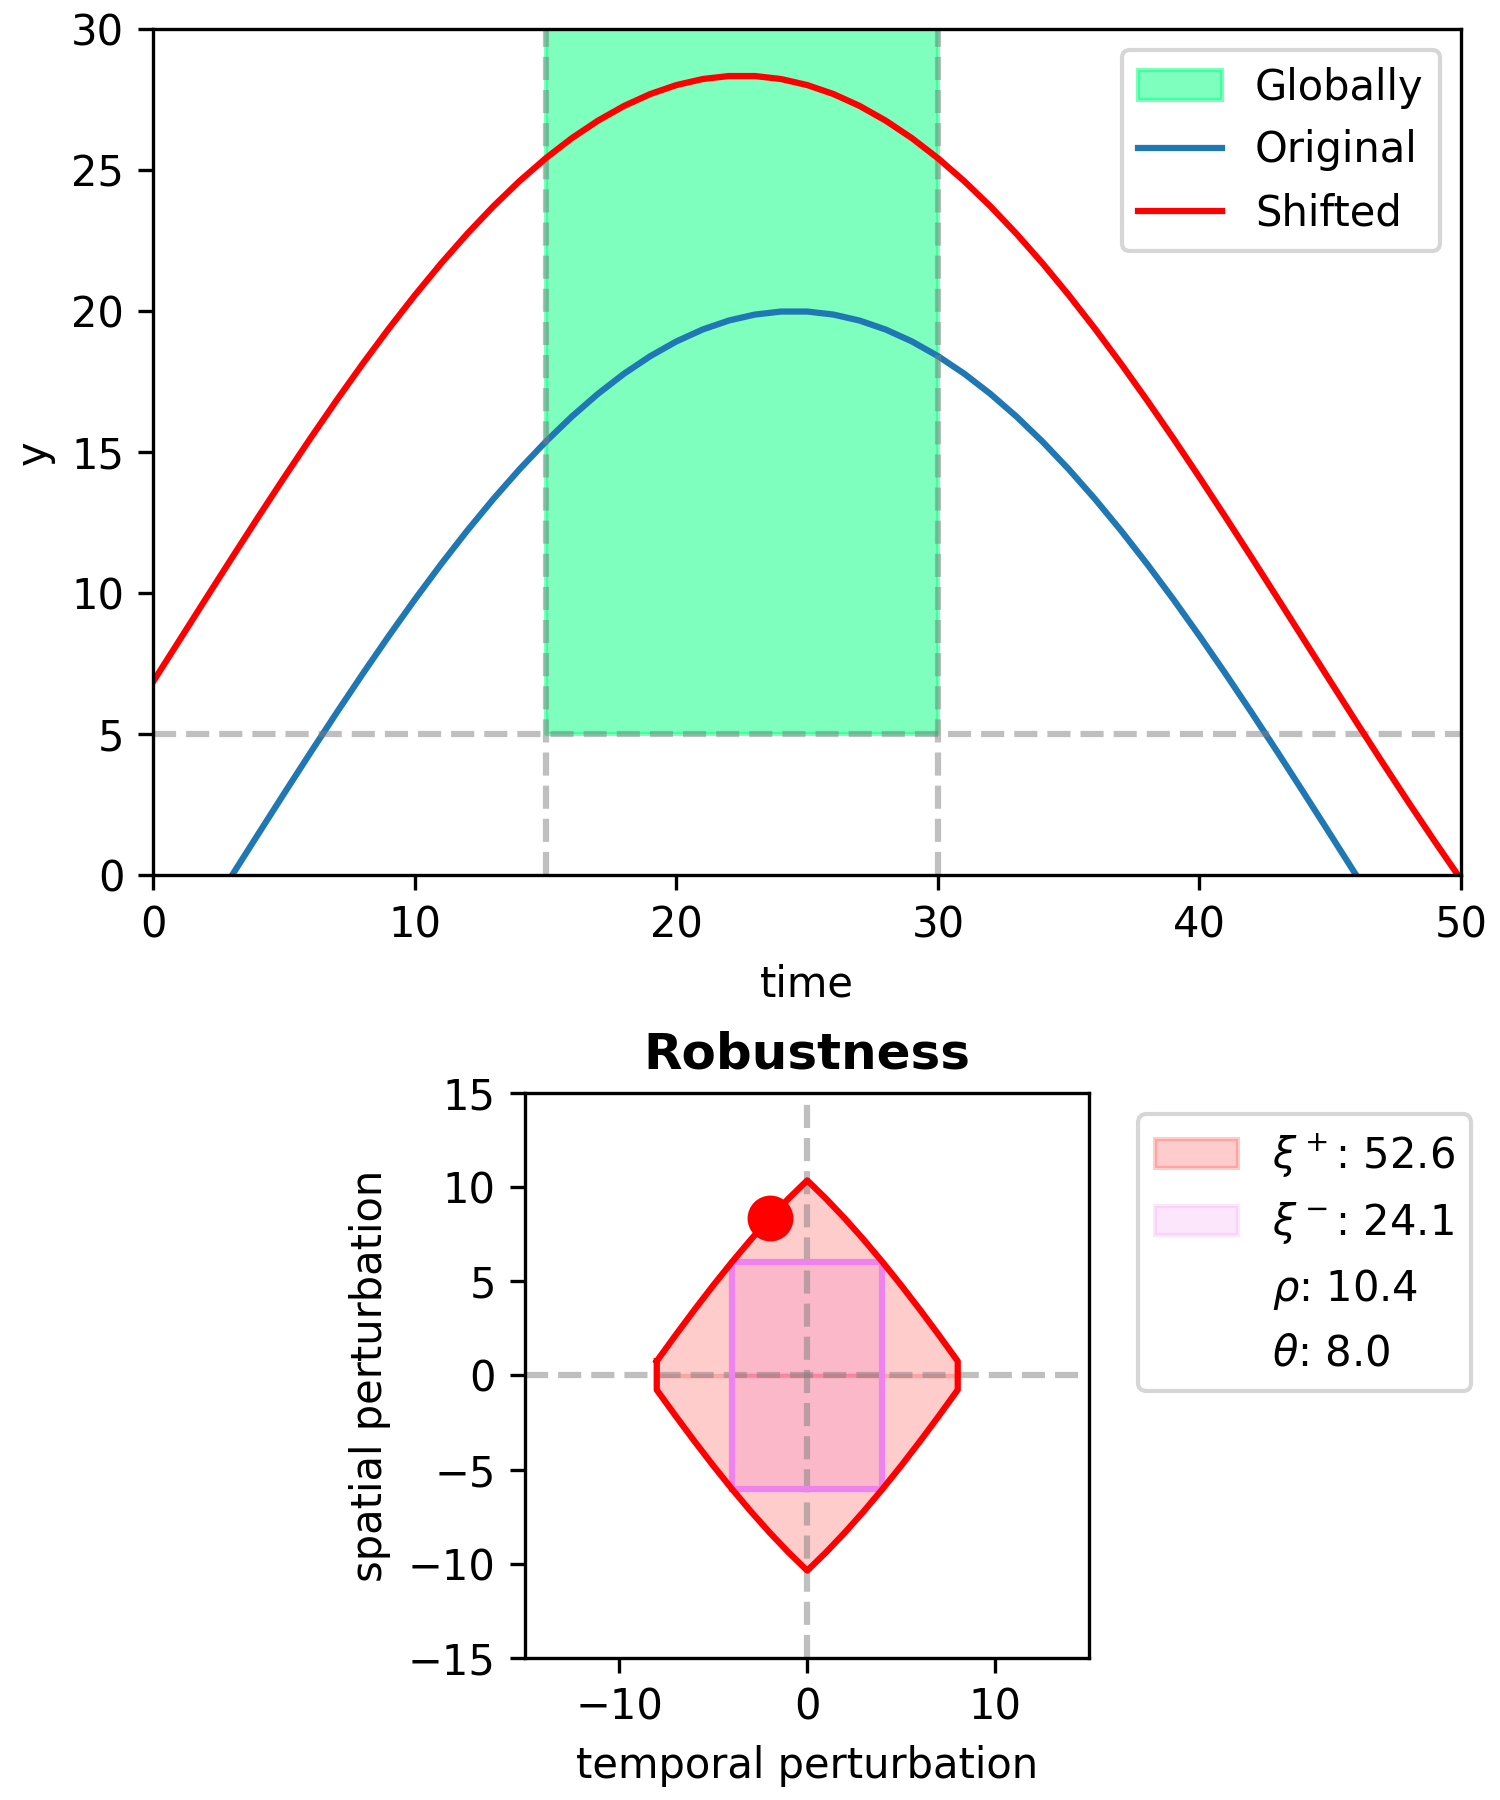 30
25
20
15
10
5
0
y
Globally
Original
Shifted
0 10 20 30 40 50
time
Robustness
15
10
5
0
−5
−10
−15
spatial perturbation
−10 0 10
temporal perturbation
ξ⁺: 52.6
ξ⁻: 24.1
ρ: 10.4
θ: 8.0